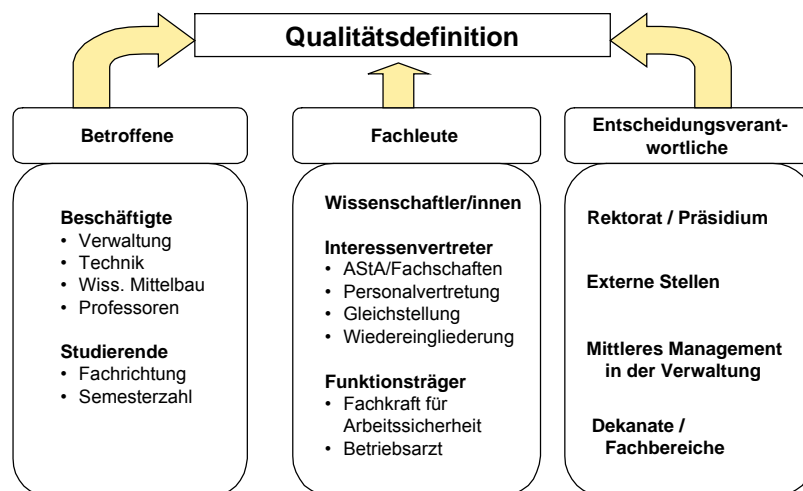 Qualitätsdefinition
Betroffene
Beschäftigte
• Verwaltung
• Technik
• Wiss. Mittelbau
• Professoren
Studierende
• Fachrichtung
• Semesterzahl
Fachleute
Wissenschaftler/innen
Interessenvertreter
• AStA/Fachschaften
• Personalvertretung
• Gleichstellung
• Wiedereingliederung
Funktionsträger
• Fachkraft für
Arbeitssicherheit
• Betriebsarzt
Entscheidungsverant-
wortliche
Rektorat / Präsidium
Externe Stellen
Mittleres Management
in der Verwaltung
Dekanate /
Fachbereiche